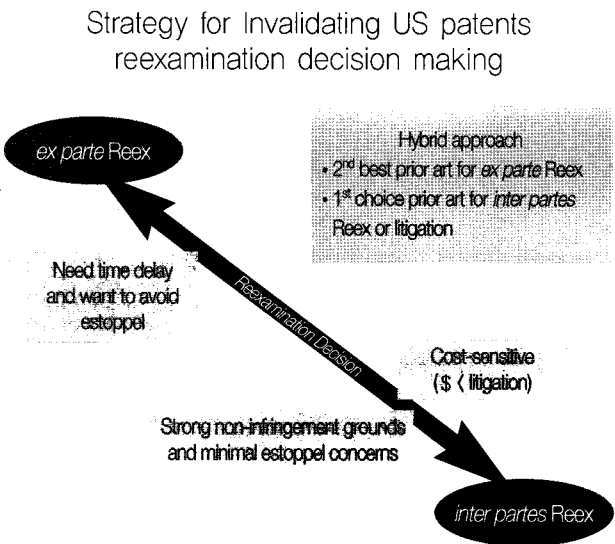 Strategy for Invalidating US patents
reexamination decision making
ex parte Reex
Hybrid approach
• 2nd best prior art for ex parte Reex
• 1st choice prior art for inter partes
Reex or litigation
Need time delay
and want to avoid
estoppel
Reexamination Decision
Cost-sensitive
($ < litigation)
Strong non-infringement grounds
and minimal estoppel concerns
inter partes Reex